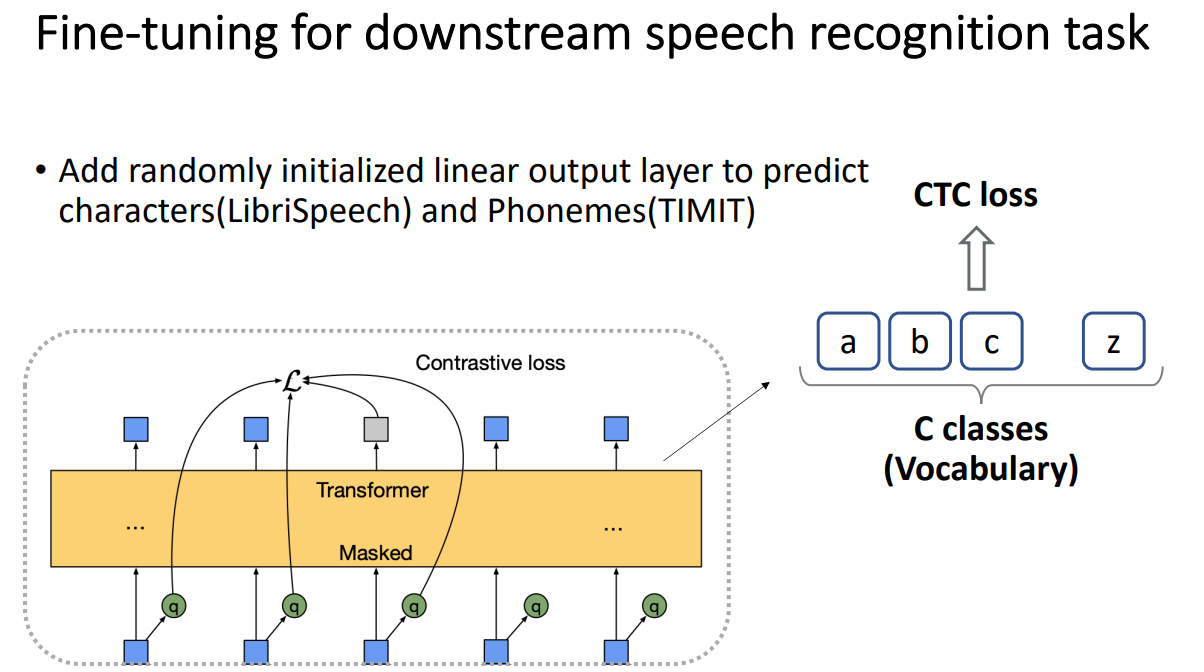 Fine-tuning for downstream speech recognition task
• Add randomly initialized linear output layer to predict
characters(LibriSpeech) and Phonemes(TIMIT)
CTC loss
a b c z
C classes
(Vocabulary)
Contrastive loss
ℒ
Transformer
... ...
Masked
q q q q q